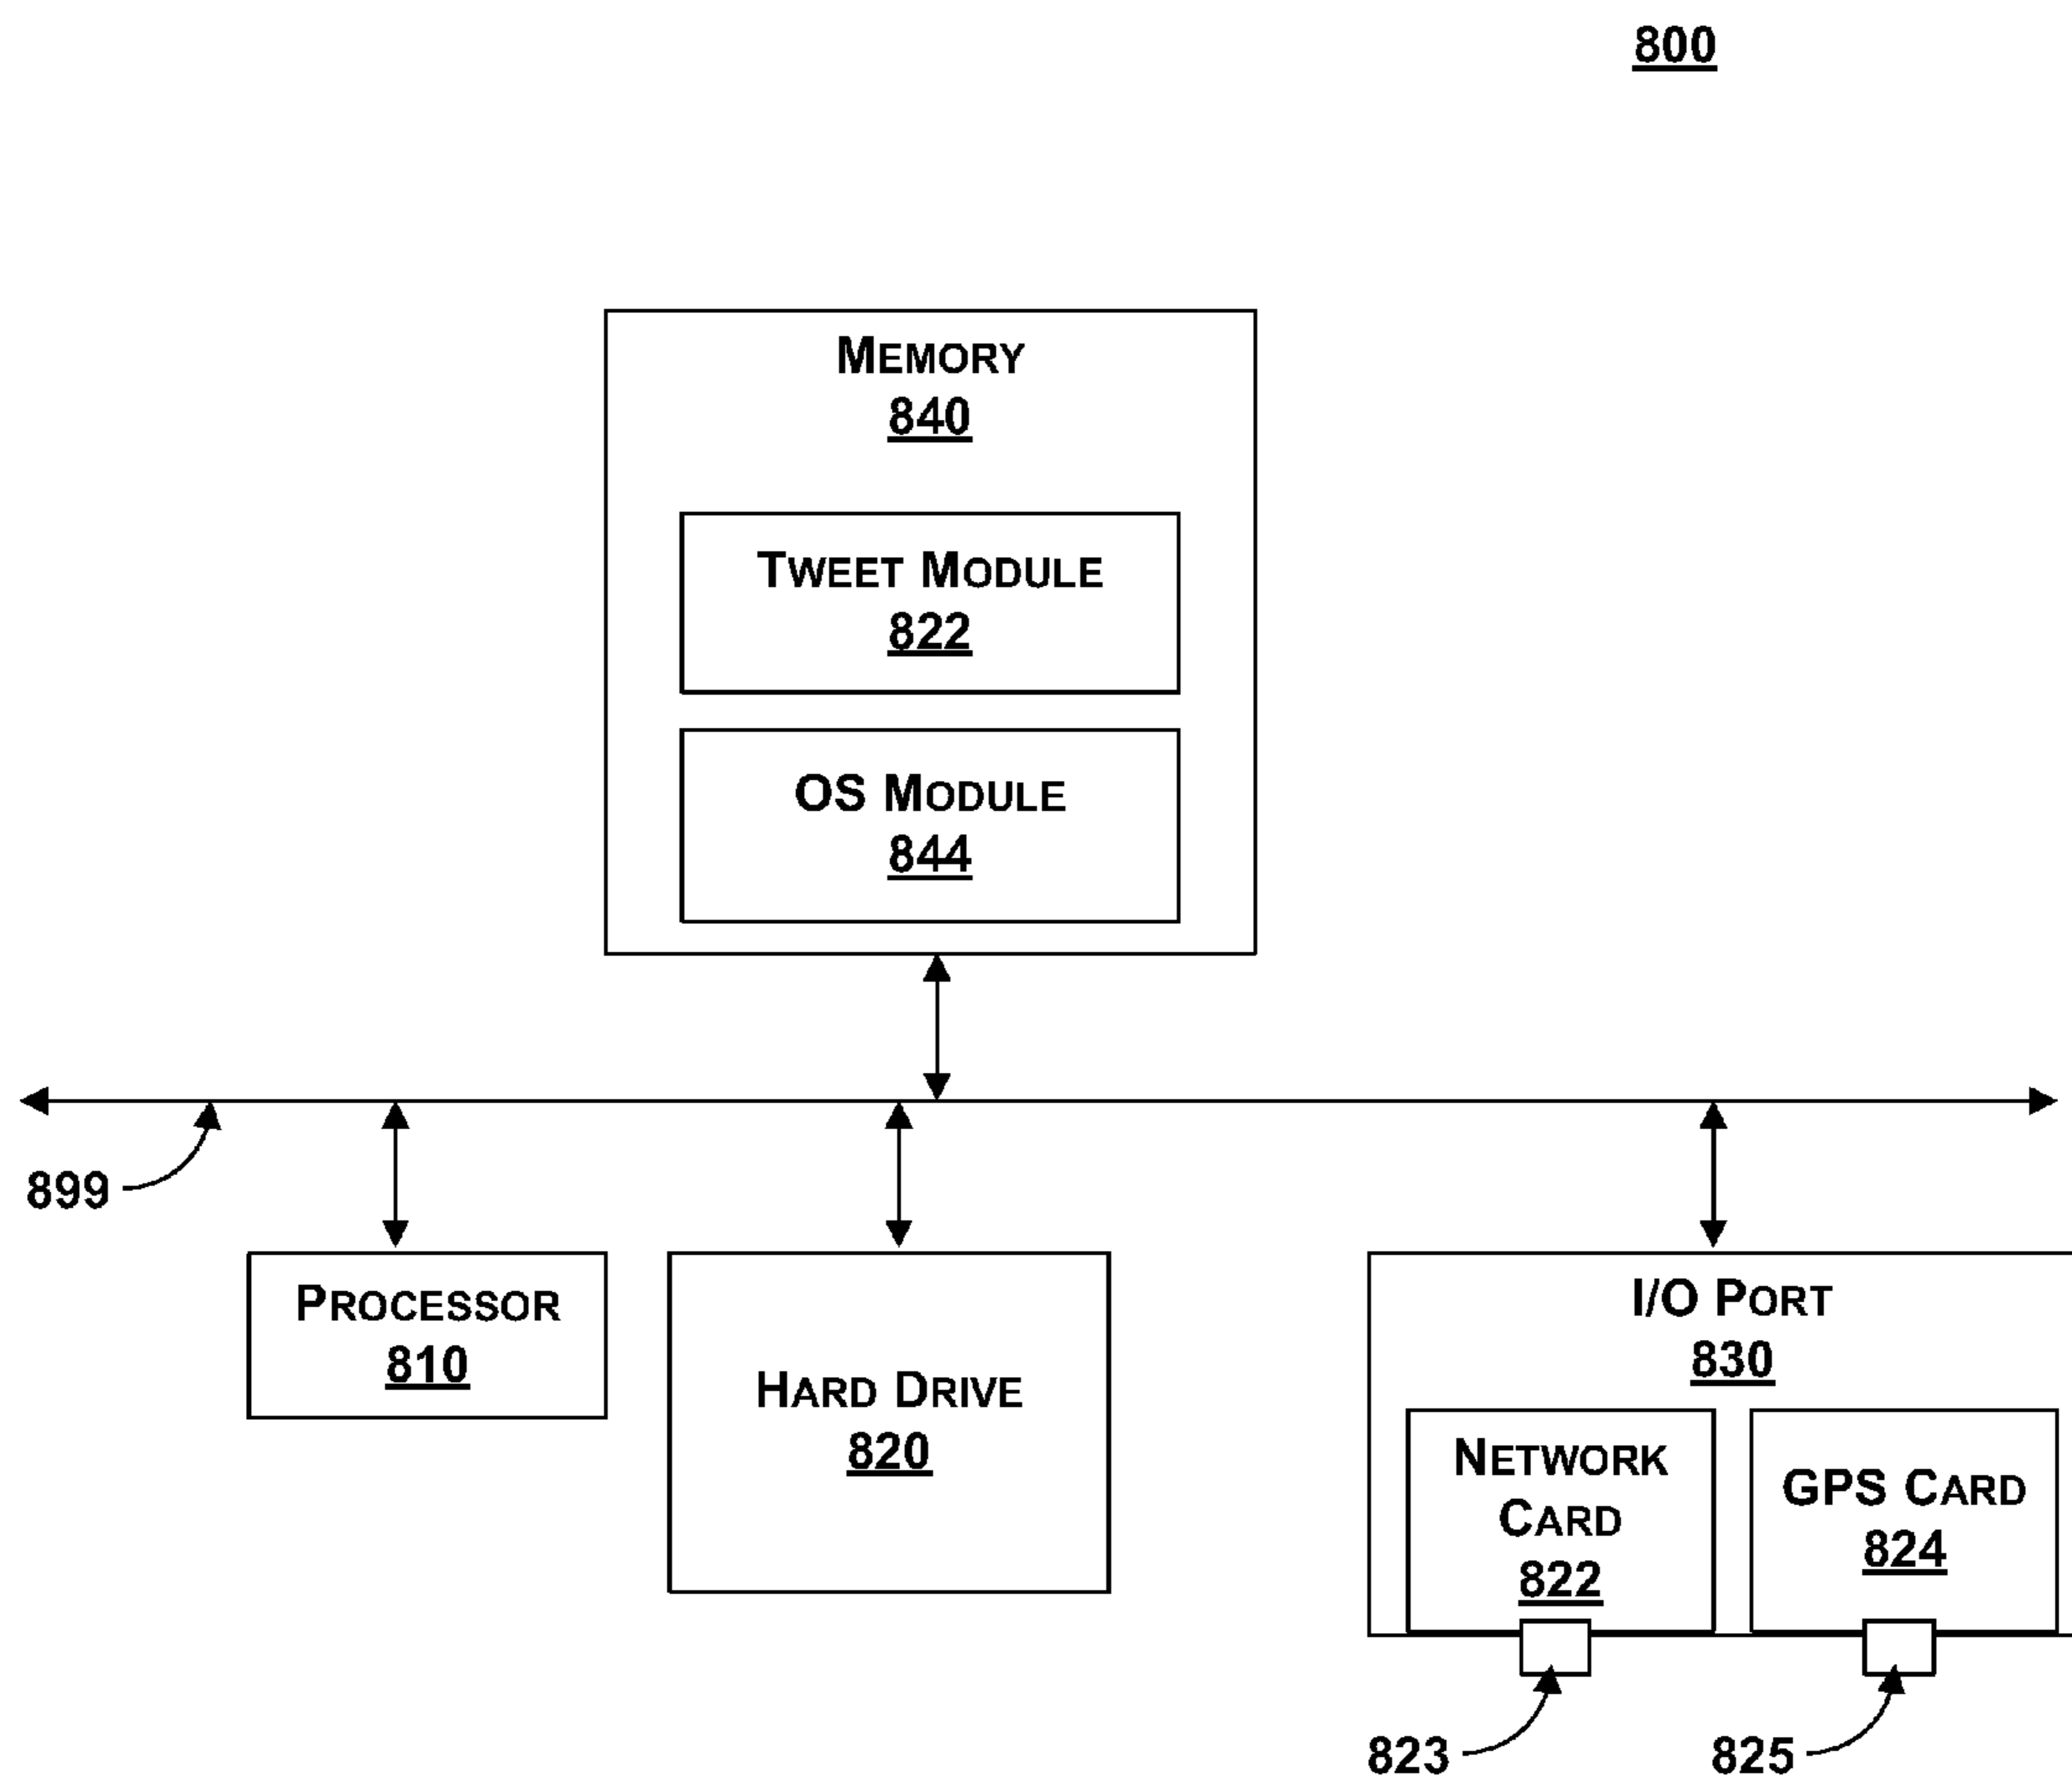 800
MEMORY
840
TWEET MODULE
822
OS MODULE
844
899
PROCESSOR
810
HARD DRIVE
820
I/O PORT
830
NETWORK
CARD
822
GPS CARD
824
823
825